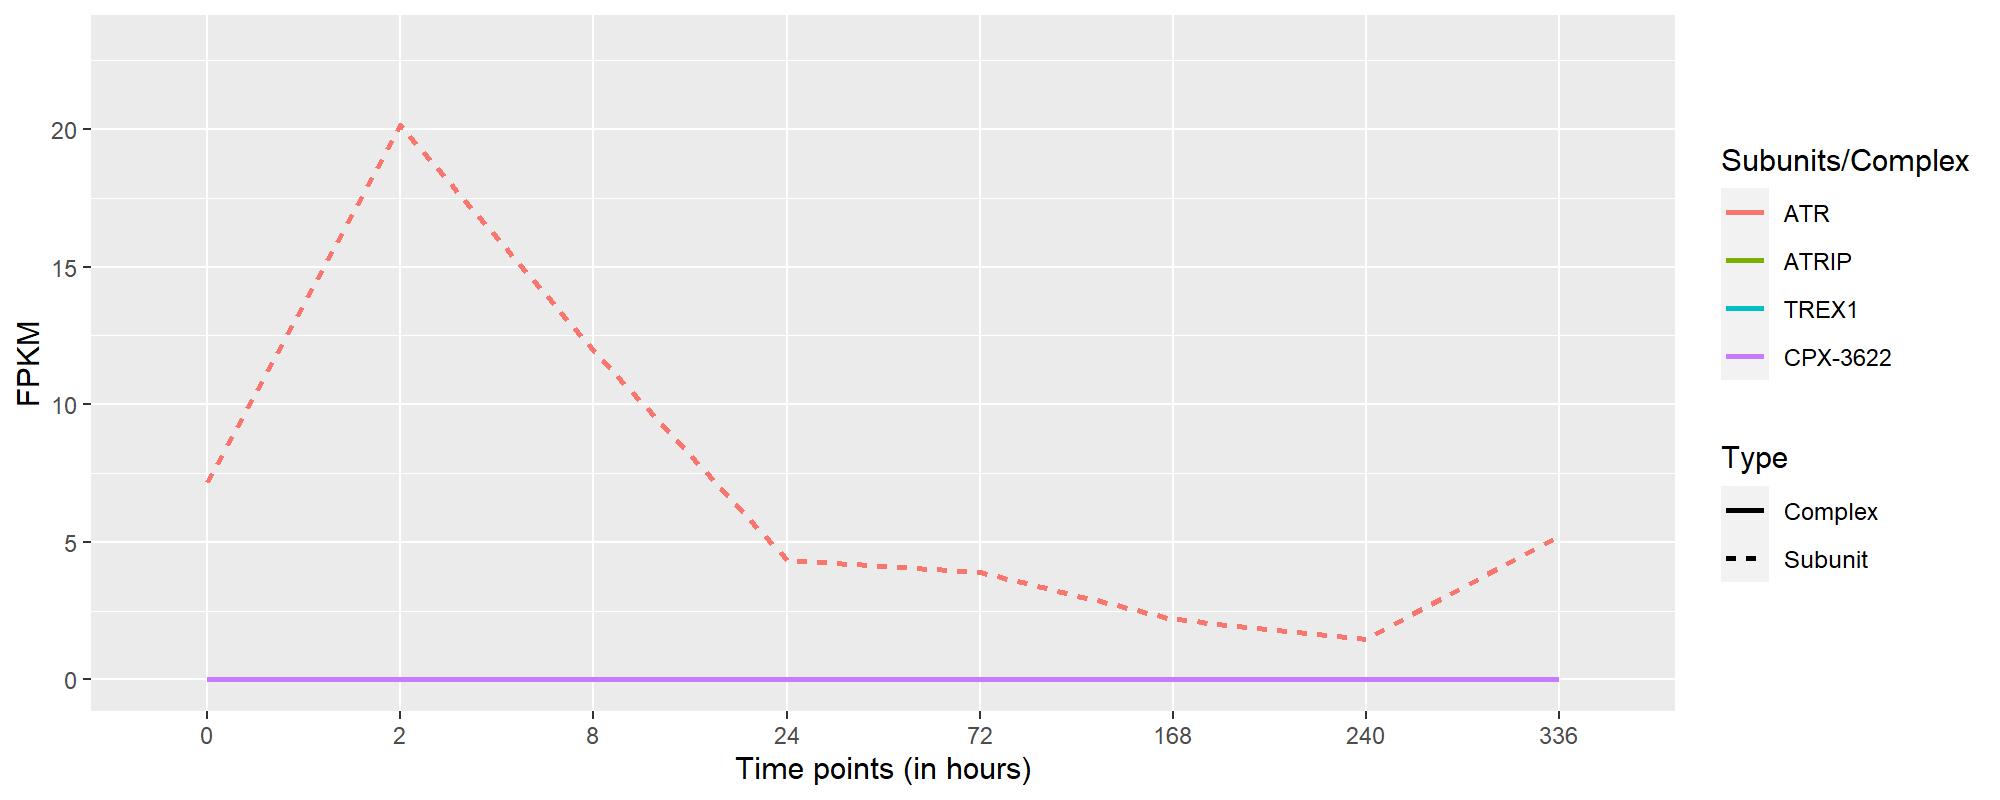 20
15
10
5
0
FPKM
0 2 8 24 72 168 240 336
Time points (in hours)
Subunits/Complex
ATR
ATRIP
TREX1
CPX-3622
Type
Complex
Subunit